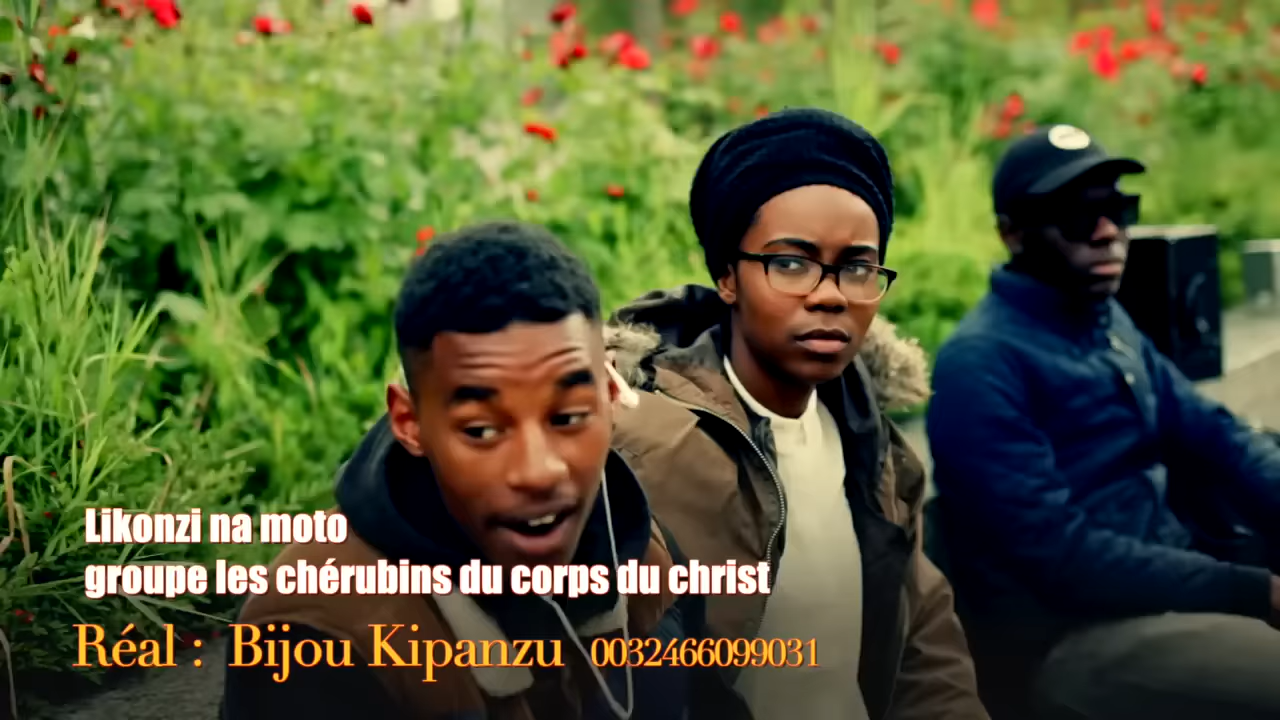 Likonzi na moto
groupe les chérubins du corps du christ
Réal : Bijou Kipanzu 0032466099031